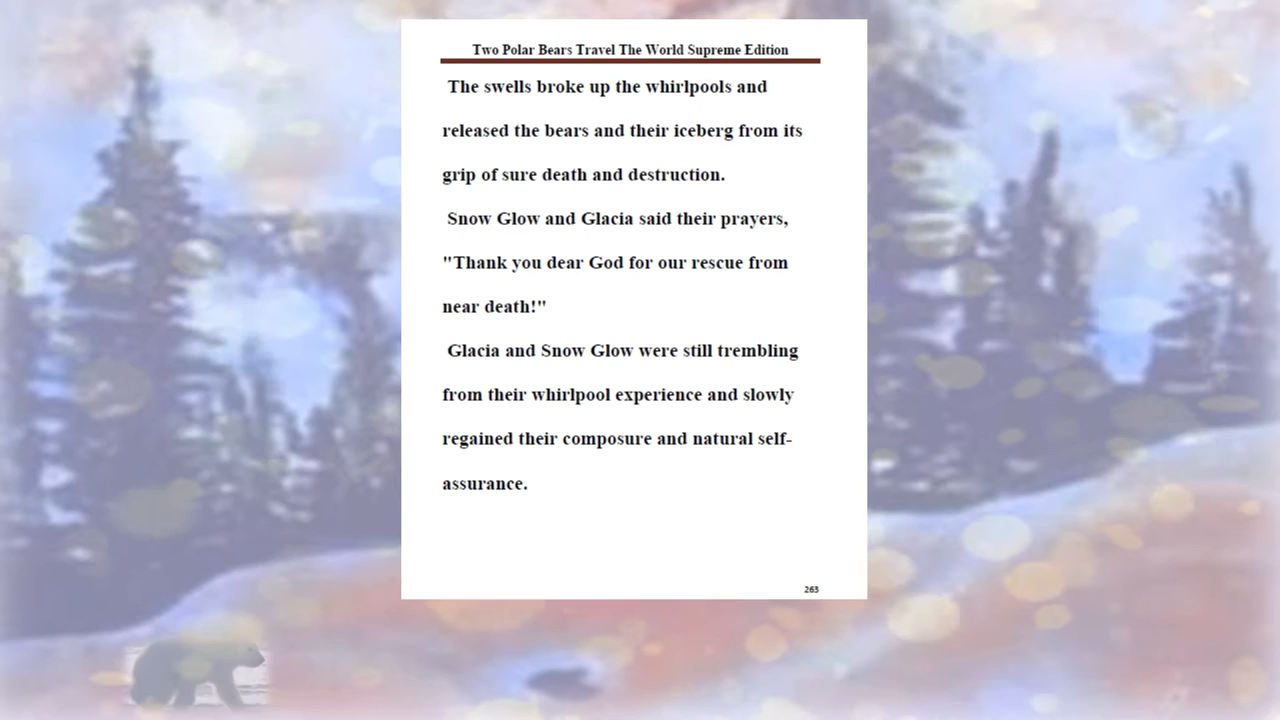 Two Polar Bears Travel The World Supreme Edition
The swells broke up the whirlpools and
released the bears and their iceberg from its
grip of sure death and destruction.
Snow Glow and Glacia said their prayers,
"Thank you dear God for our rescue from
near death!"
Glacia and Snow Glow were still trembling
from their whirlpool experience and slowly
regained their composure and natural self-
assurance.
263